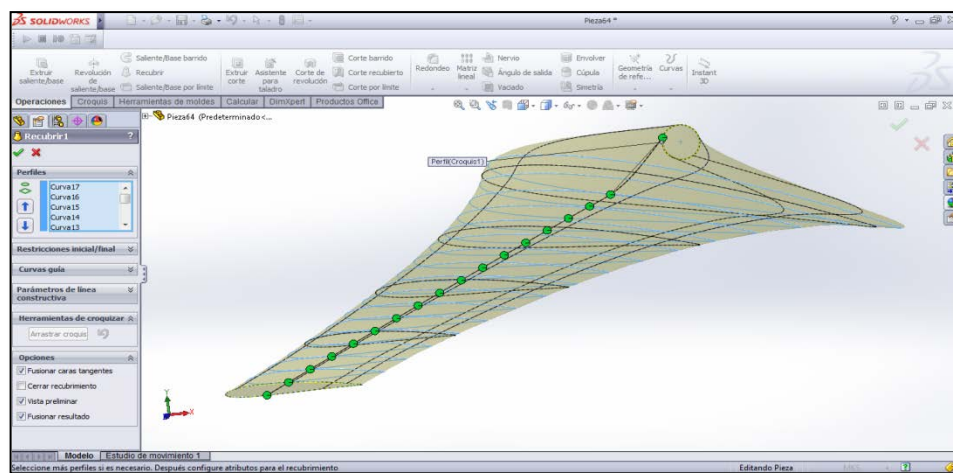 SOLIDWORKS
Pieza64 *
Extruir saliente/base
Revolución de saliente/base
Saliente/Base barrido
Recubrir
Saliente/Base por límite
Extruir corte
Asistente para taladro
Corte de revolución
Corte barrido
Corte recubierto
Corte por límite
Redondeo
Matriz lineal
Nervio
Ángulo de salida
Vaciado
Envolver
Cúpula
Simetría
Geometría de refe...
Curvas
Instant 3D
Operaciones
Croquis
Herramientas de moldes
Calcular
DimXpert
Productos Office
Pieza64 (Predeterminado<...
Recubrir1
?
Perfiles
Curva17
Curva16
Curva15
Curva14
Curva13
Restricciones inicial/final
Curvas guía
Parámetros de línea constructiva
Herramientas de croquizar
Arrastrar croquis
Opciones
Fusionar caras tangentes
Cerrar recubrimiento
Vista preliminar
Fusionar resultado
Perfil(Croquis1)
Y
X
Modelo
Estudio de movimiento 1
Seleccione más perfiles si es necesario. Después configure atributos para el recubrimiento
Editando Pieza